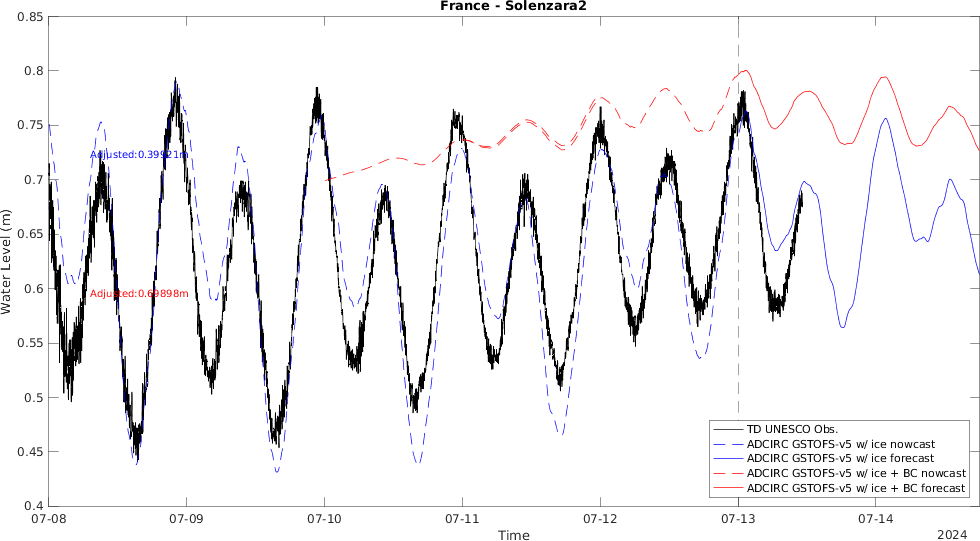 France - Solenzara2
0.85
0.8
0.75
0.7
0.65
0.6
0.55
0.5
0.45
0.4
Water Level (m)
Adjusted:0.39921m
Adjusted:0.69898m
TD UNESCO Obs.
ADCIRC GSTOFS-v5 w/ ice nowcast
ADCIRC GSTOFS-v5 w/ ice forecast
ADCIRC GSTOFS-v5 w/ ice + BC nowcast
ADCIRC GSTOFS-v5 w/ ice + BC forecast
07-08 07-09 07-10 07-11 07-12 07-13 07-14
Time
2024